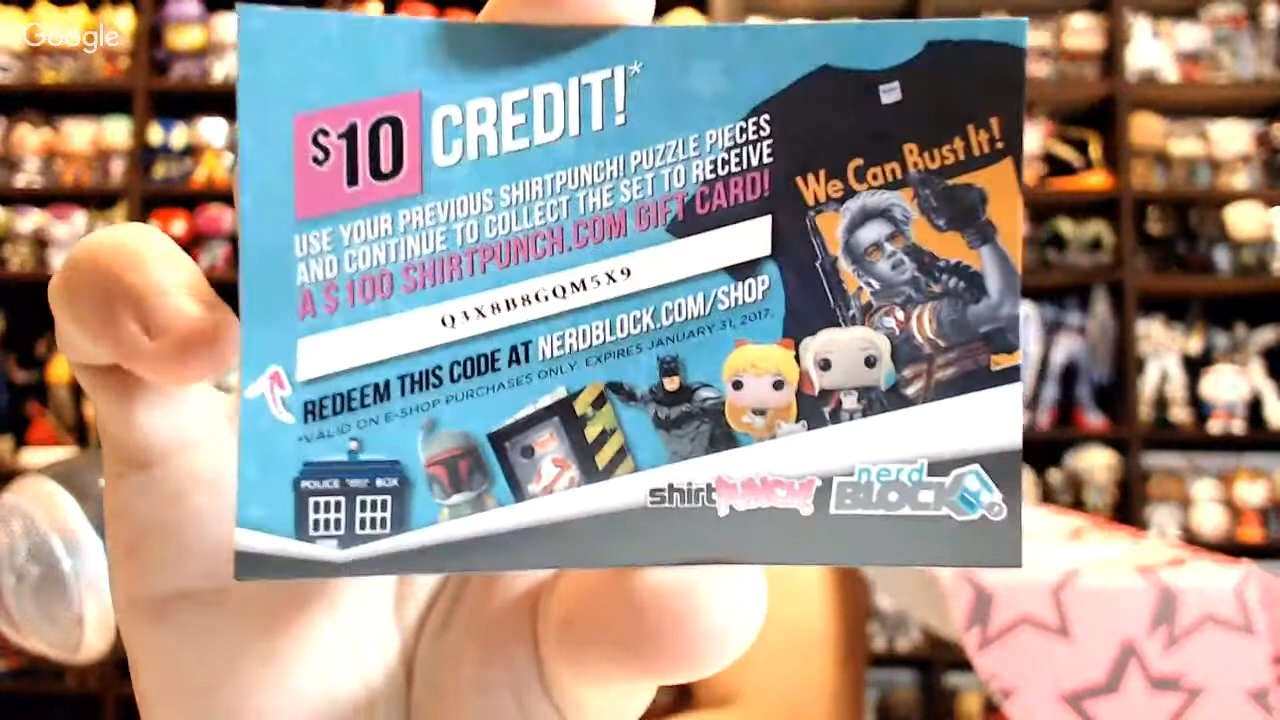 Google
$10 CREDIT!*
USE YOUR PREVIOUS SHIRTPUNCH! PUZZLE PIECES
AND CONTINUE TO COLLECT THE SET TO RECEIVE
A $100 SHIRTPUNCH.COM GIFT CARD!
Q3X8B8GQM5X9
REDEEM THIS CODE AT NERDBLOCK.COM/SHOP
*VALID ON E-SHOP PURCHASES ONLY. EXPIRES JANUARY 31, 2017.
We Can Bust It!
POLICE BOX
shirtPUNCH!
nerd
BLOCK